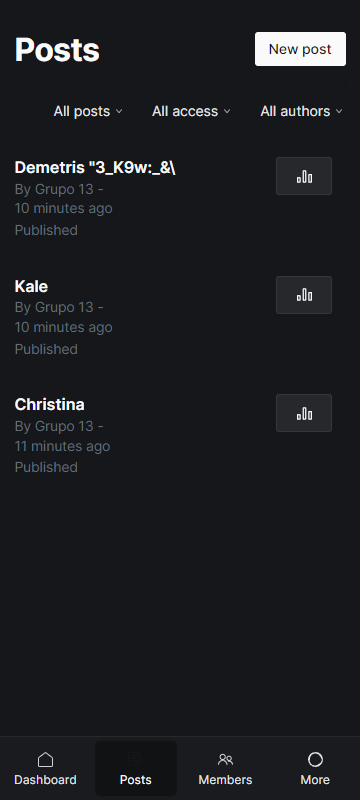 Posts
New post
All posts
All access
All authors
Demetris "3_K9w:_&\
By Grupo 13 -
10 minutes ago
Published
Kale
By Grupo 13 -
10 minutes ago
Published
Christina
By Grupo 13 -
11 minutes ago
Published
Dashboard
Posts
Members
More